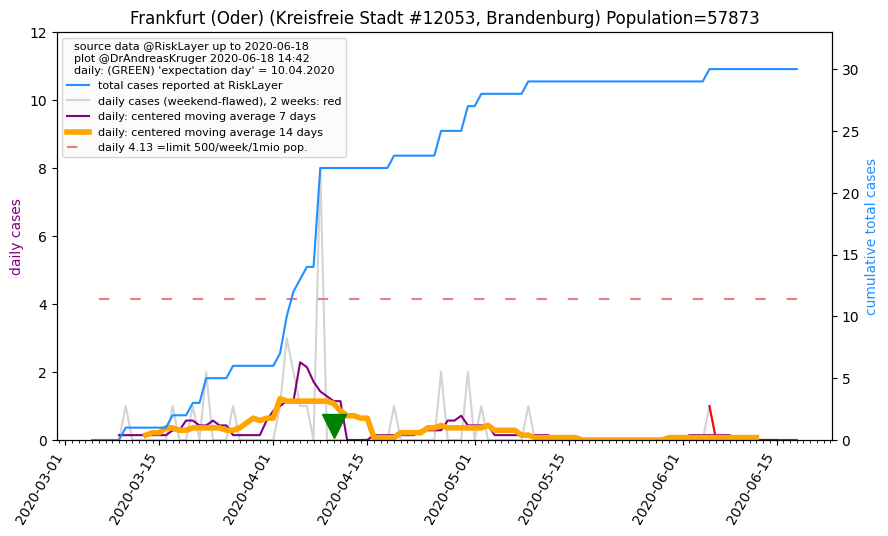 Frankfurt (Oder) (Kreisfreie Stadt #12053, Brandenburg) Population=57873
source data @RiskLayer up to 2020-06-18
plot @DrAndreasKruger 2020-06-18 14:42
daily: (GREEN) 'expectation day' = 10.04.2020
total cases reported at RiskLayer
daily cases (weekend-flawed), 2 weeks: red
daily: centered moving average 7 days
daily: centered moving average 14 days
daily 4.13 =limit 500/week/1mio pop.
daily cases
12
10
8
6
4
2
0
cumulative total cases
30
25
20
15
10
5
0
2020-03-01
2020-03-15
2020-04-01
2020-04-15
2020-05-01
2020-05-15
2020-06-01
2020-06-15